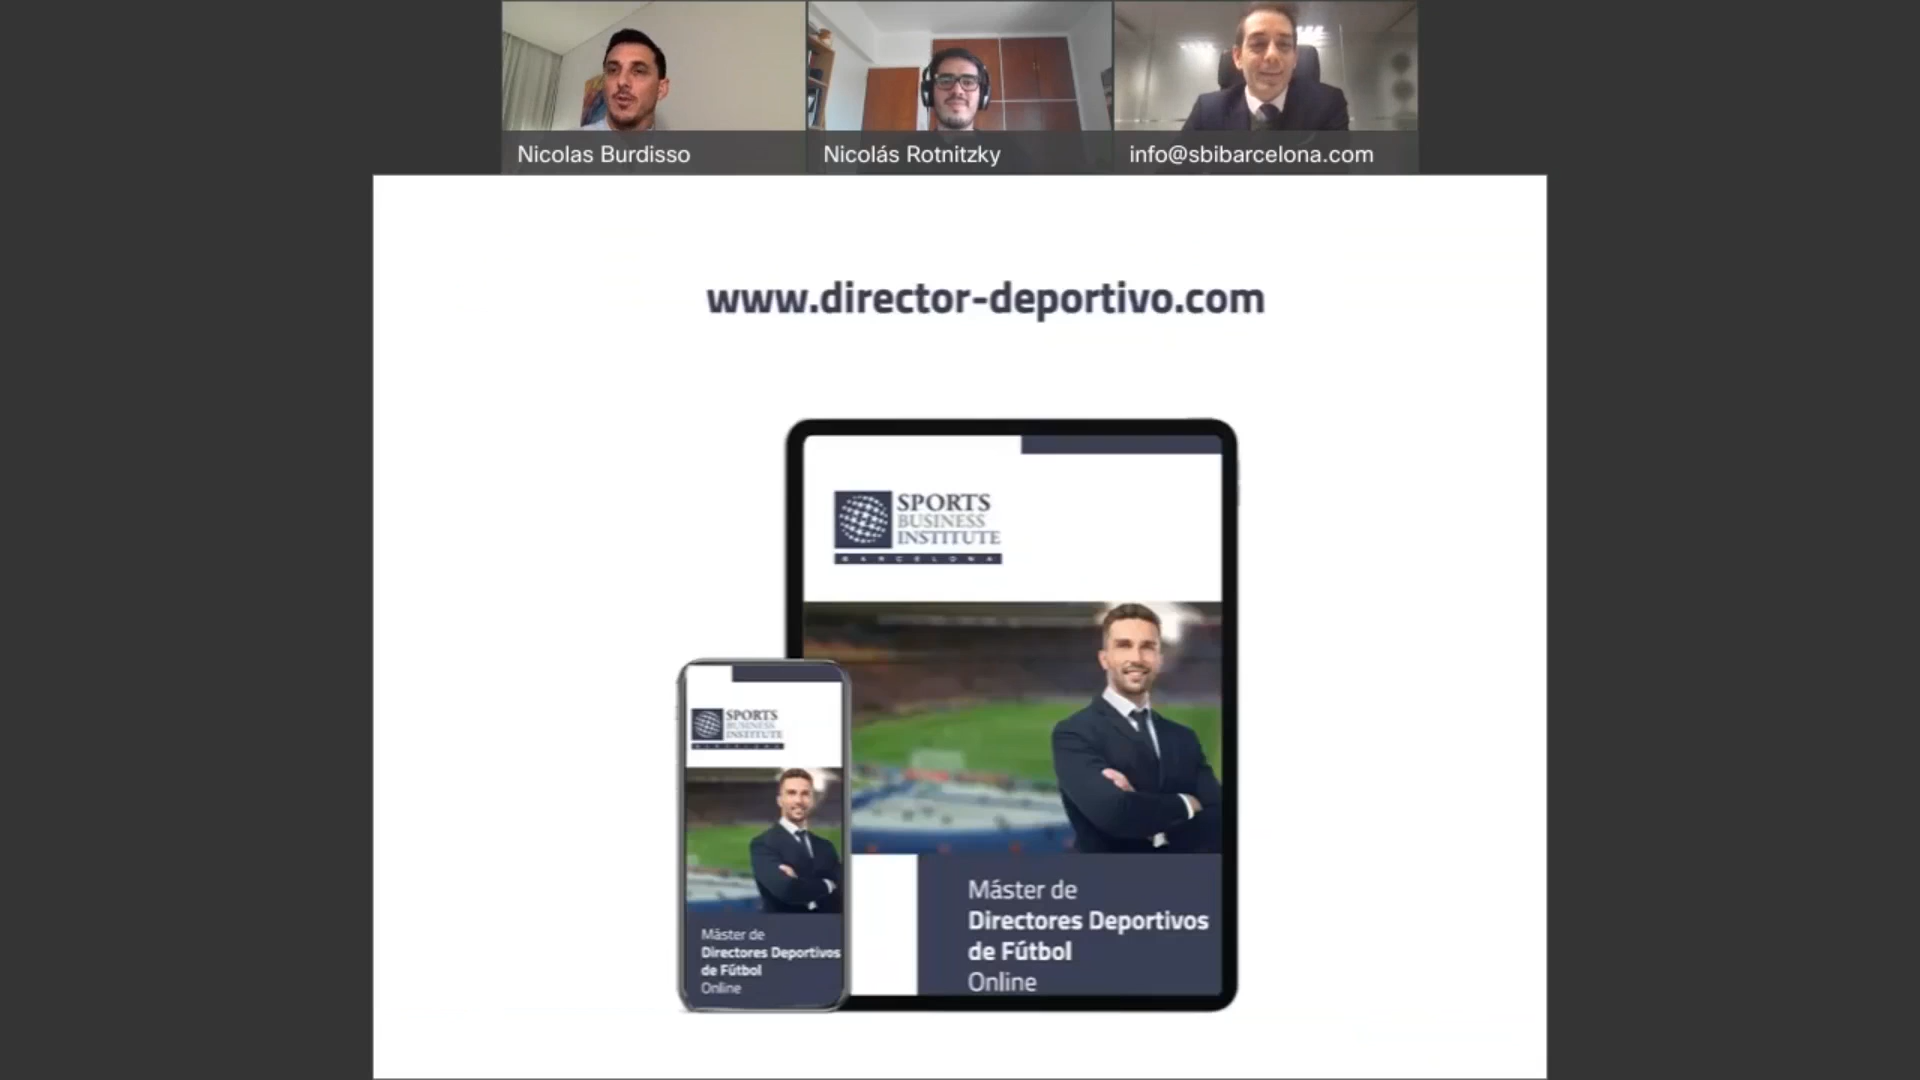 Nicolas Burdisso
Nicolás Rotnitzky
info@sbibarcelona.com
www.director-deportivo.com
SPORTS
BUSINESS
INSTITUTE
BARCELONA
Máster de
Directores Deportivos
de Fútbol
Online
SPORTS
BUSINESS
INSTITUTE
BARCELONA
Máster de
Directores Deportivos
de Fútbol
Online